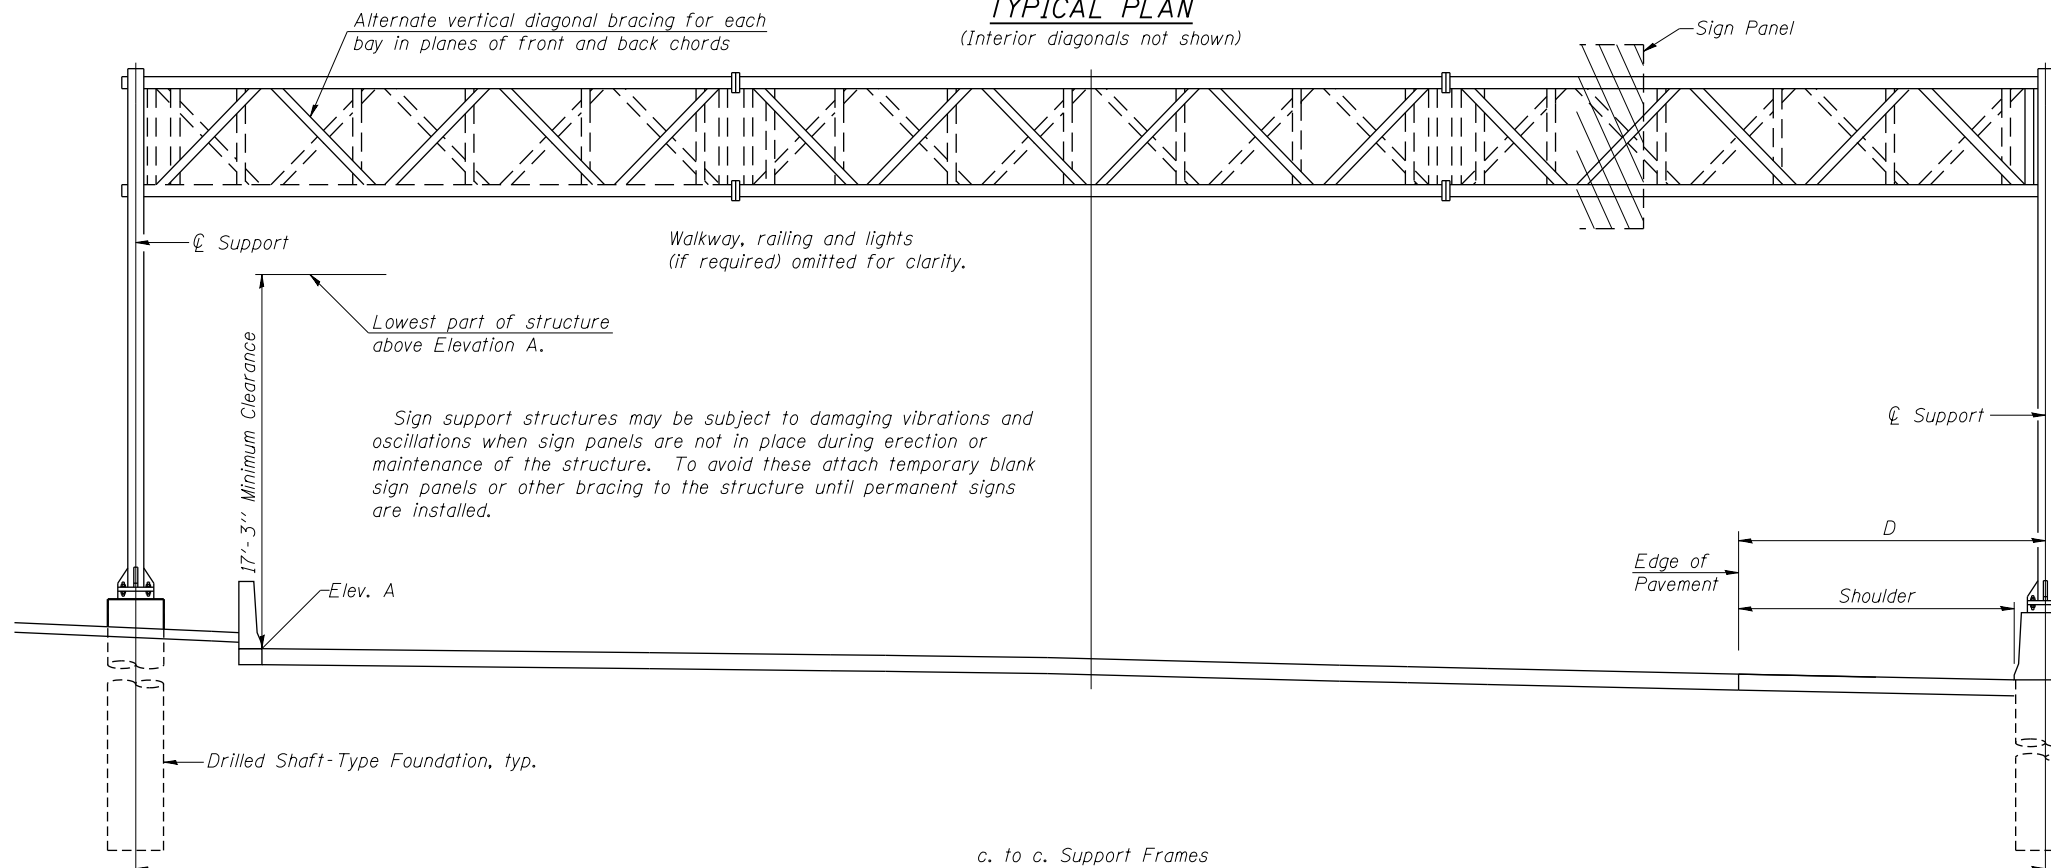 TYPICAL PLAN
(Interior diagonals not shown)
Alternate vertical diagonal bracing for each
bay in planes of front and back chords
Sign Panel
℄ Support
Walkway, railing and lights
(if required) omitted for clarity.
Lowest part of structure
above Elevation A.
17'-3'' Minimum Clearance
Sign support structures may be subject to damaging vibrations and
oscillations when sign panels are not in place during erection or
maintenance of the structure. To avoid these attach temporary blank
sign panels or other bracing to the structure until permanent signs
are installed.
℄ Support
D
Edge of
Pavement
Shoulder
Elev. A
Drilled Shaft-Type Foundation, typ.
c. to c. Support Frames